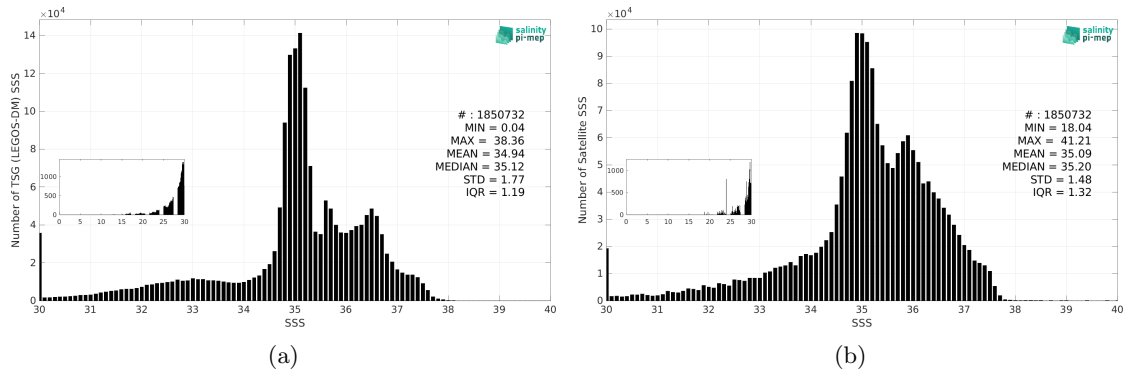 ×10⁴
14
12
10
8
6
4
2
0
Number of TSG (LEGOS-DM) SSS
salinity
pi-mep
# : 1850732
MIN = 0.04
MAX = 38.36
MEAN = 34.94
MEDIAN = 35.12
STD = 1.77
IQR = 1.19
1000
500
0
0 5 10 15 20 25 30
30 31 32 33 34 35 36 37 38 39 40
SSS
(a)
×10⁴
10
9
8
7
6
5
4
3
2
1
0
Number of Satellite SSS
salinity
pi-mep
# : 1850732
MIN = 18.04
MAX = 41.21
MEAN = 35.09
MEDIAN = 35.20
STD = 1.48
IQR = 1.32
1000
500
0
0 5 10 15 20 25 30
30 31 32 33 34 35 36 37 38 39 40
SSS
(b)